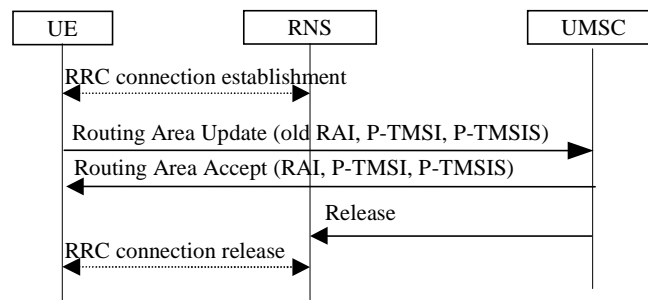 UE
RNS
UMSC
RRC connection establishment
Routing Area Update (old RAI, P-TMSI, P-TMSIS)
Routing Area Accept (RAI, P-TMSI, P-TMSIS)
Release
RRC connection release